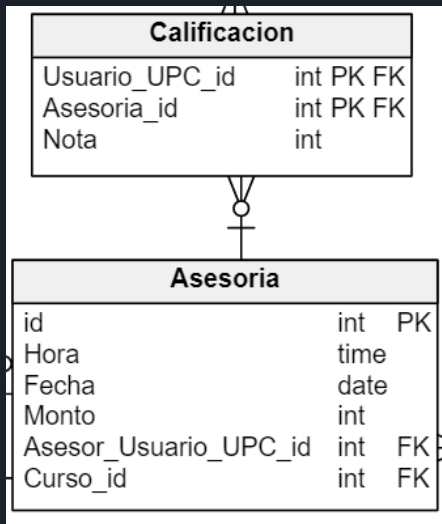 Calificacion
Usuario_UPC_id int PK FK
Asesoria_id int PK FK
Nota int
Asesoria
id int PK
Hora time
Fecha date
Monto int
Asesor_Usuario_UPC_id int FK
Curso_id int FK